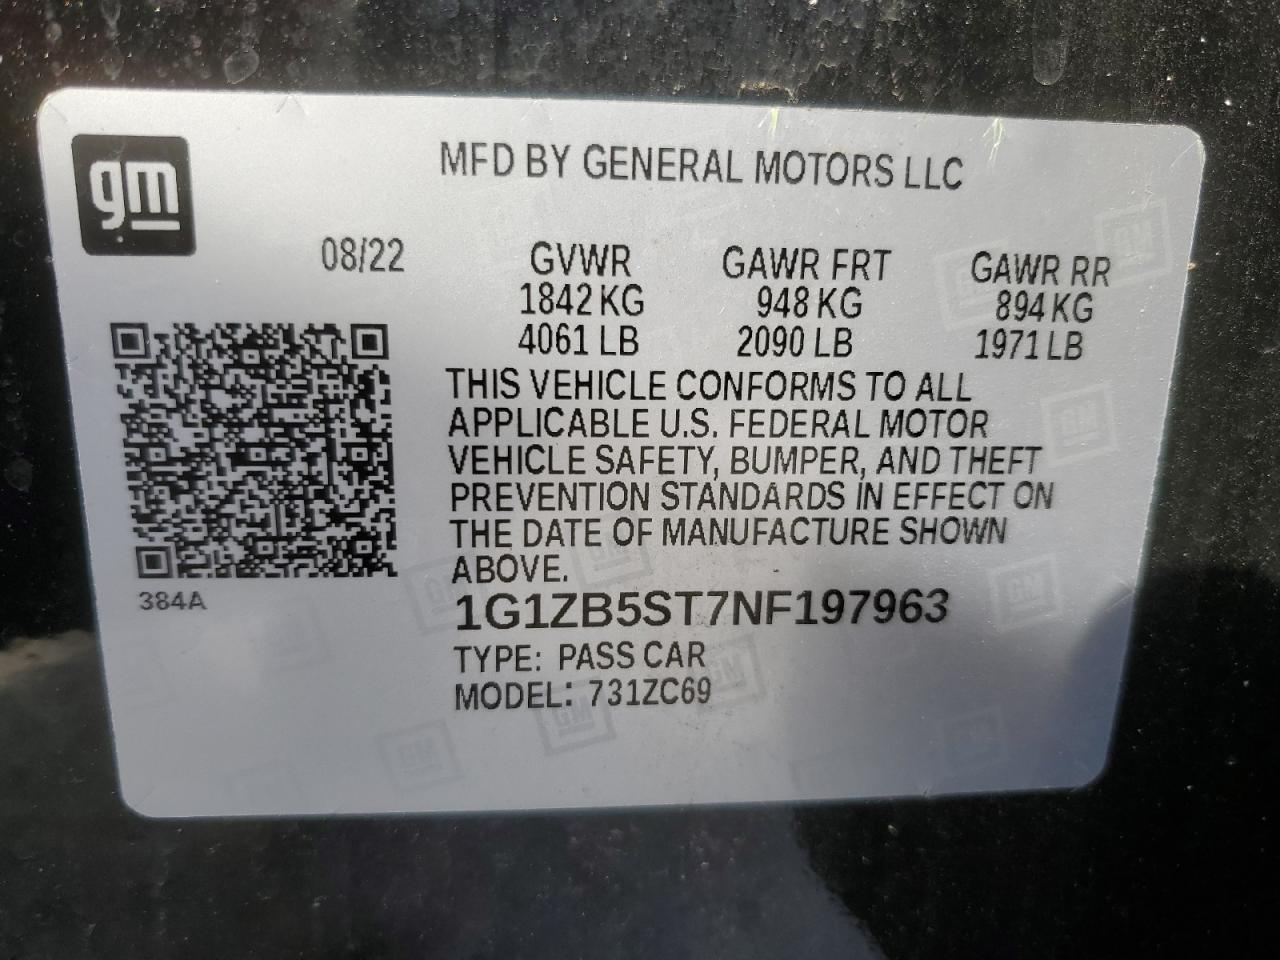 gm
MFD BY GENERAL MOTORS LLC
08/22
GVWR GAWR FRT GAWR RR
1842 KG 948 KG 894 KG
4061 LB 2090 LB 1971 LB
THIS VEHICLE CONFORMS TO ALL
APPLICABLE U.S. FEDERAL MOTOR
VEHICLE SAFETY, BUMPER, AND THEFT
PREVENTION STANDARDS IN EFFECT ON
THE DATE OF MANUFACTURE SHOWN
ABOVE.
384A
1G1ZB5ST7NF197963
TYPE: PASS CAR
MODEL: 731ZC69